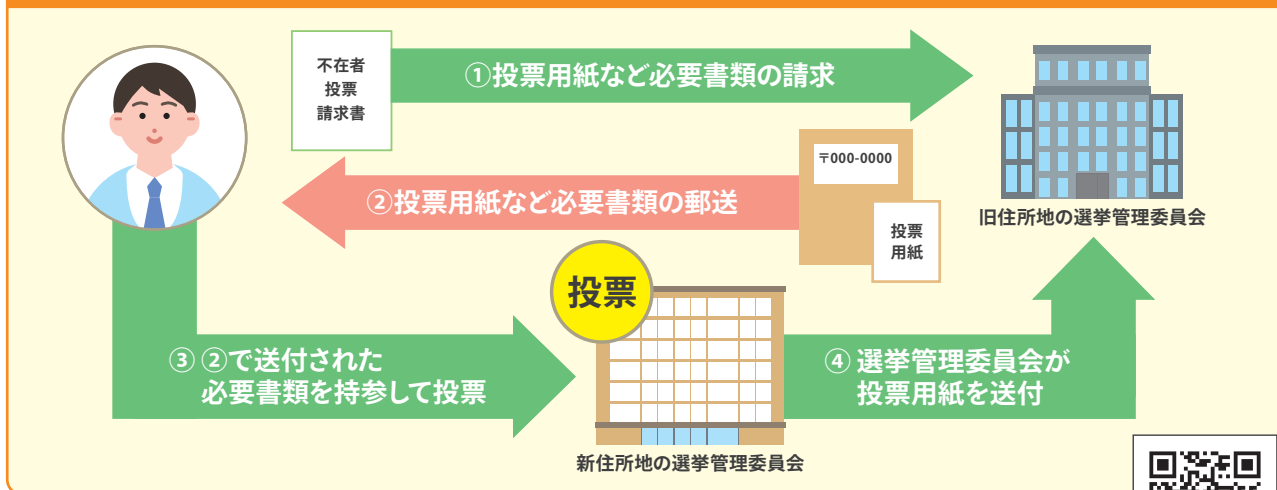 不在者
投票
請求書
①投票用紙など必要書類の請求
旧住所地の選挙管理委員会
②投票用紙など必要書類の郵送
〒000-0000
投票
用紙
③②で送付された
必要書類を持参して投票
投票
新住所地の選挙管理委員会
④ 選挙管理委員会が
投票用紙を送付